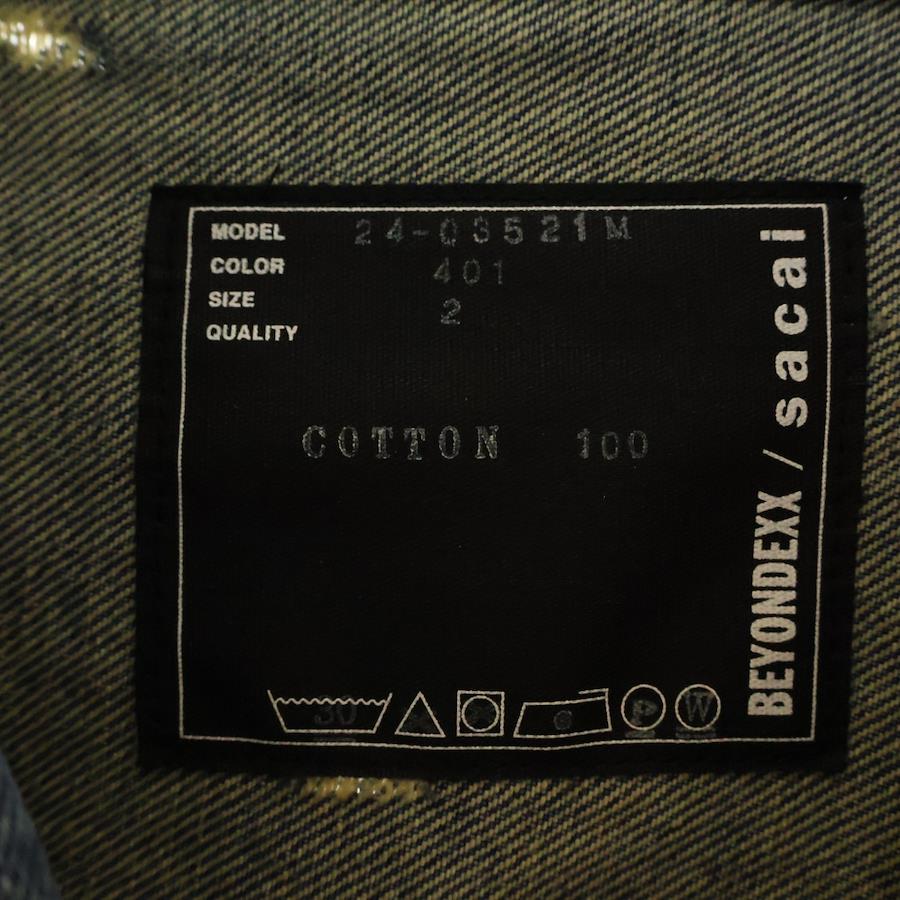 MODEL 24-03521M
COLOR 401
SIZE 2
QUALITY
COTTON 100
30 P W
BEYONDEXX / sacai